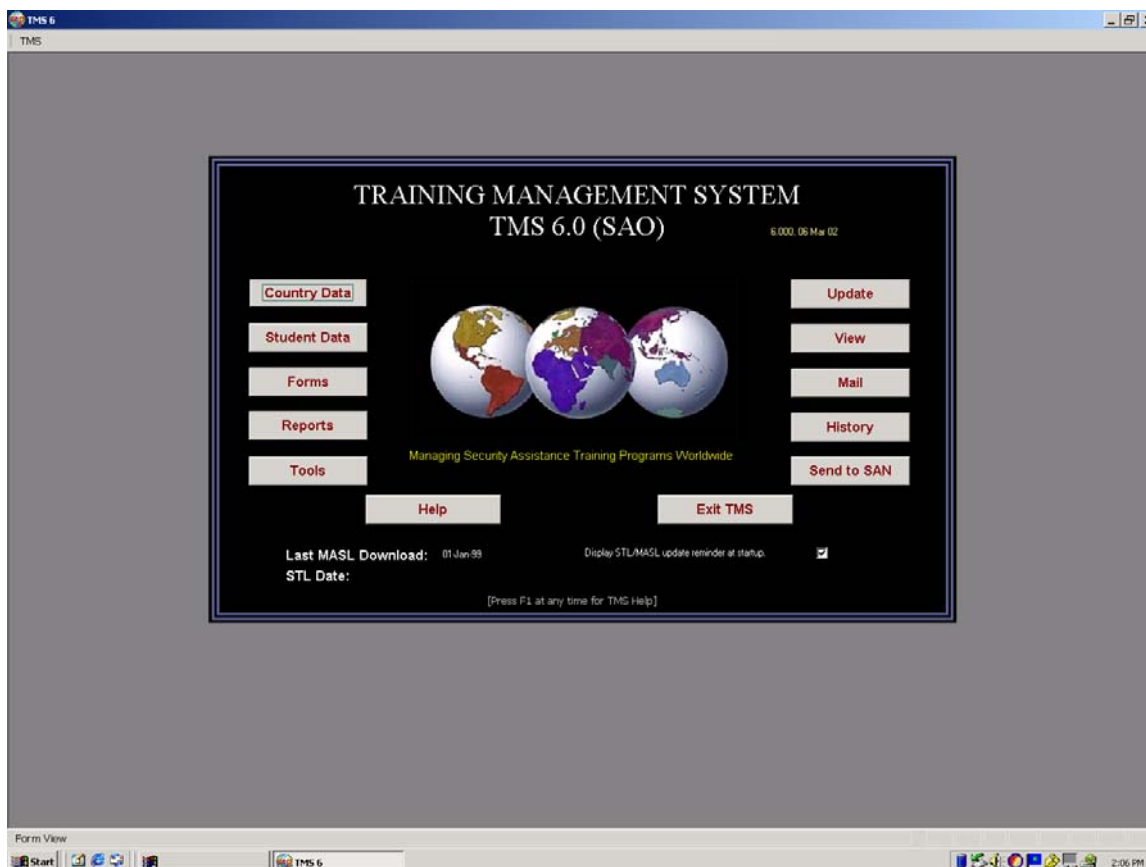 TMS 6
TMS
TRAINING MANAGEMENT SYSTEM
TMS 6.0 (SAO)
6.000, 06 Mar 02
Country Data
Update
Student Data
View
Forms
Mail
Reports
History
Managing Security Assistance Training Programs Worldwide
Tools
Send to SAN
Help
Exit TMS
Last MASL Download: 01-Jan-99
Display STL/MASL update reminder at startup.
STL Date:
[Press F1 at any time for TMS Help]
Form View
Start
TMS 6
2:06 PM